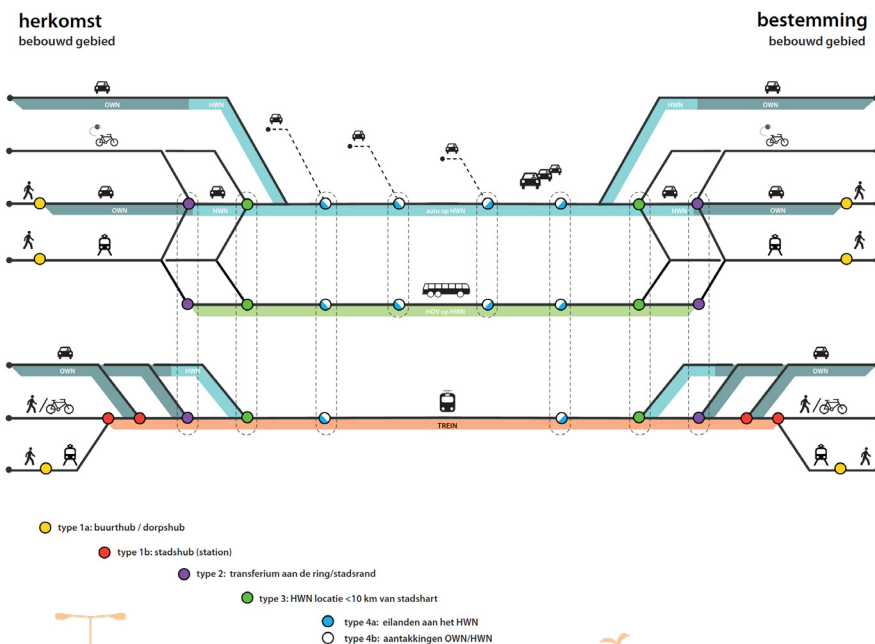 herkomst
bebouwd gebied
bestemming
bebouwd gebied
OWN
HWN
HWN
OWN
OWN
HWN
auto op HWN
HWN
OWN
HOV op HWN
OWN
HWN
OWN
TREIN
type 1a: buurthub / dorpshub
type 1b: stadshub (station)
type 2: transferium aan de ring/stadsrand
type 3: HWN locatie <10 km van stadshart
type 4a: eilanden aan het HWN
type 4b: aantakkingen OWN/HWN